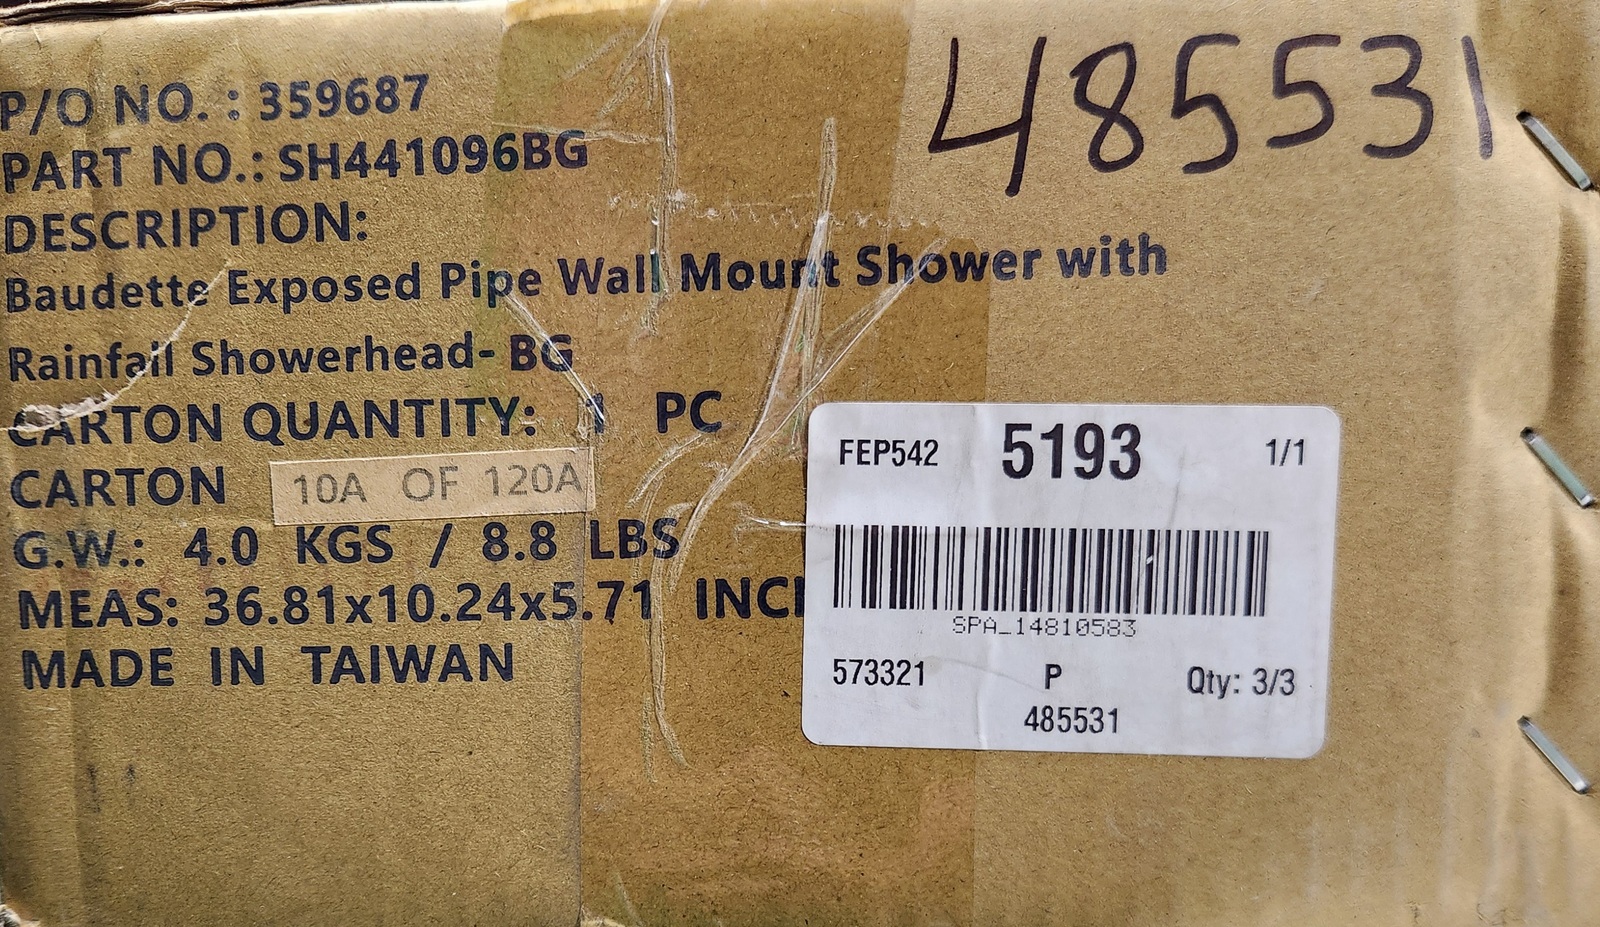 P/O NO. : 359687
PART NO.: SH441096BG
DESCRIPTION:
Baudette Exposed Pipe Wall Mount Shower with
Rainfall Showerhead- BG
CARTON QUANTITY: 1 PC
CARTON 10A OF 120A
G.W.: 4.0 KGS / 8.8 LBS
MEAS: 36.81x10.24x5.71 INCH
MADE IN TAIWAN
485531
FEP542 5193 1/1
SPA_14810583
573321 P Qty: 3/3
485531